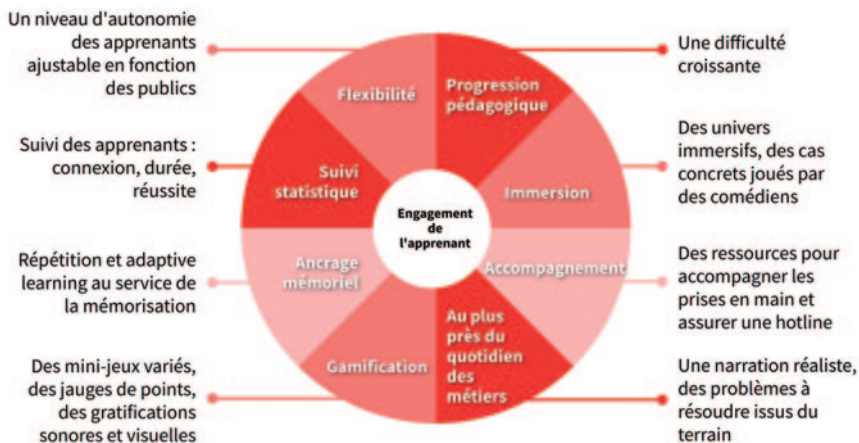 Un niveau d'autonomie
des apprenants
ajustable en fonction
des publics
Suivi des apprenants :
connexion, durée,
réussite
Répétition et adaptive
learning au service de
la mémorisation
Des mini-jeux variés,
des jauges de points,
des gratifications
sonores et visuelles
Flexibilité
Progression
pédagogique
Suivi
statistique
Immersion
Engagement
de
l'apprenant
Ancrage
mémoriel
Accompagnement
Gamification
Au plus
près du
quotidien
des
métiers
Une difficulté
croissante
Des univers
immersifs, des cas
concrets joués par
des comédiens
Des ressources pour
accompagner les
prises en main et
assurer une hotline
Une narration réaliste,
des problèmes à
résoudre issus du
terrain